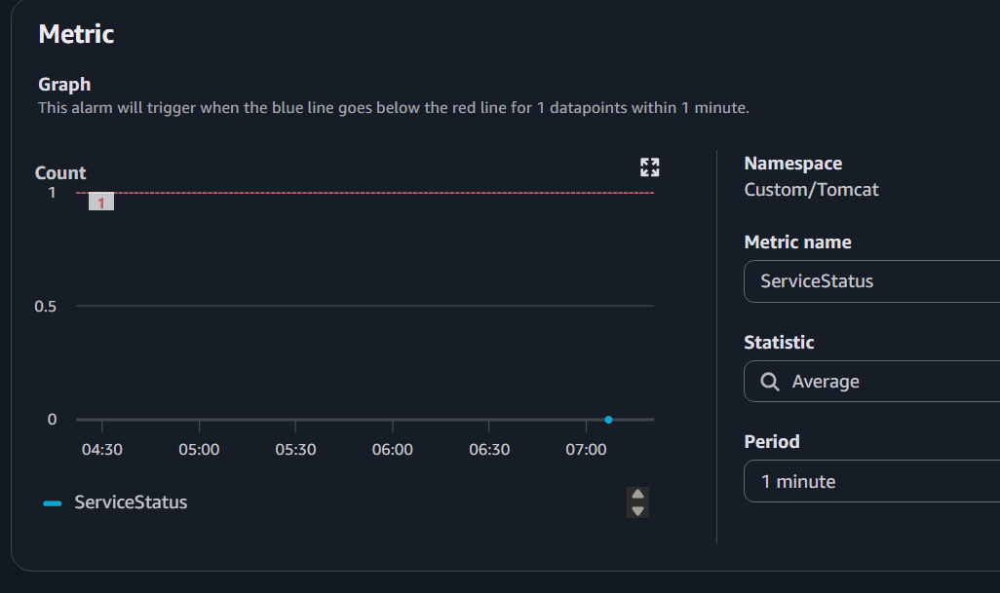 Metric
Graph
This alarm will trigger when the blue line goes below the red line for 1 datapoints within 1 minute.
Count
1
1
0.5
0
04:30 05:00 05:30 06:00 06:30 07:00
ServiceStatus
Namespace
Custom/Tomcat
Metric name
ServiceStatus
Statistic
Average
Period
1 minute